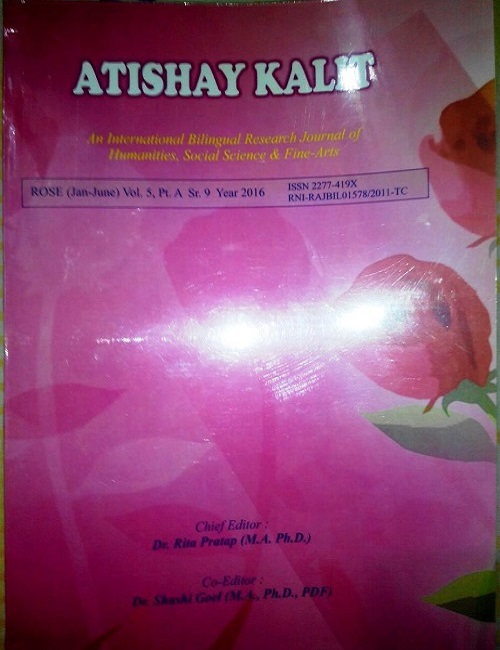 ATISHAY KALIT
An International Bilingual Research Journal of
Humanities, Social Science & Fine-Arts
ROSE (Jan-June) Vol. 5, Pt. A Sr. 9 Year 2016
ISSN 2277-419X
RNI-RAJBIL01578/2011-TC
Chief Editor :
Dr. Rita Pratap (M.A. Ph.D.)
Co-Editor :
Dr. Shashi Goel (M.A., Ph.D., PDF)